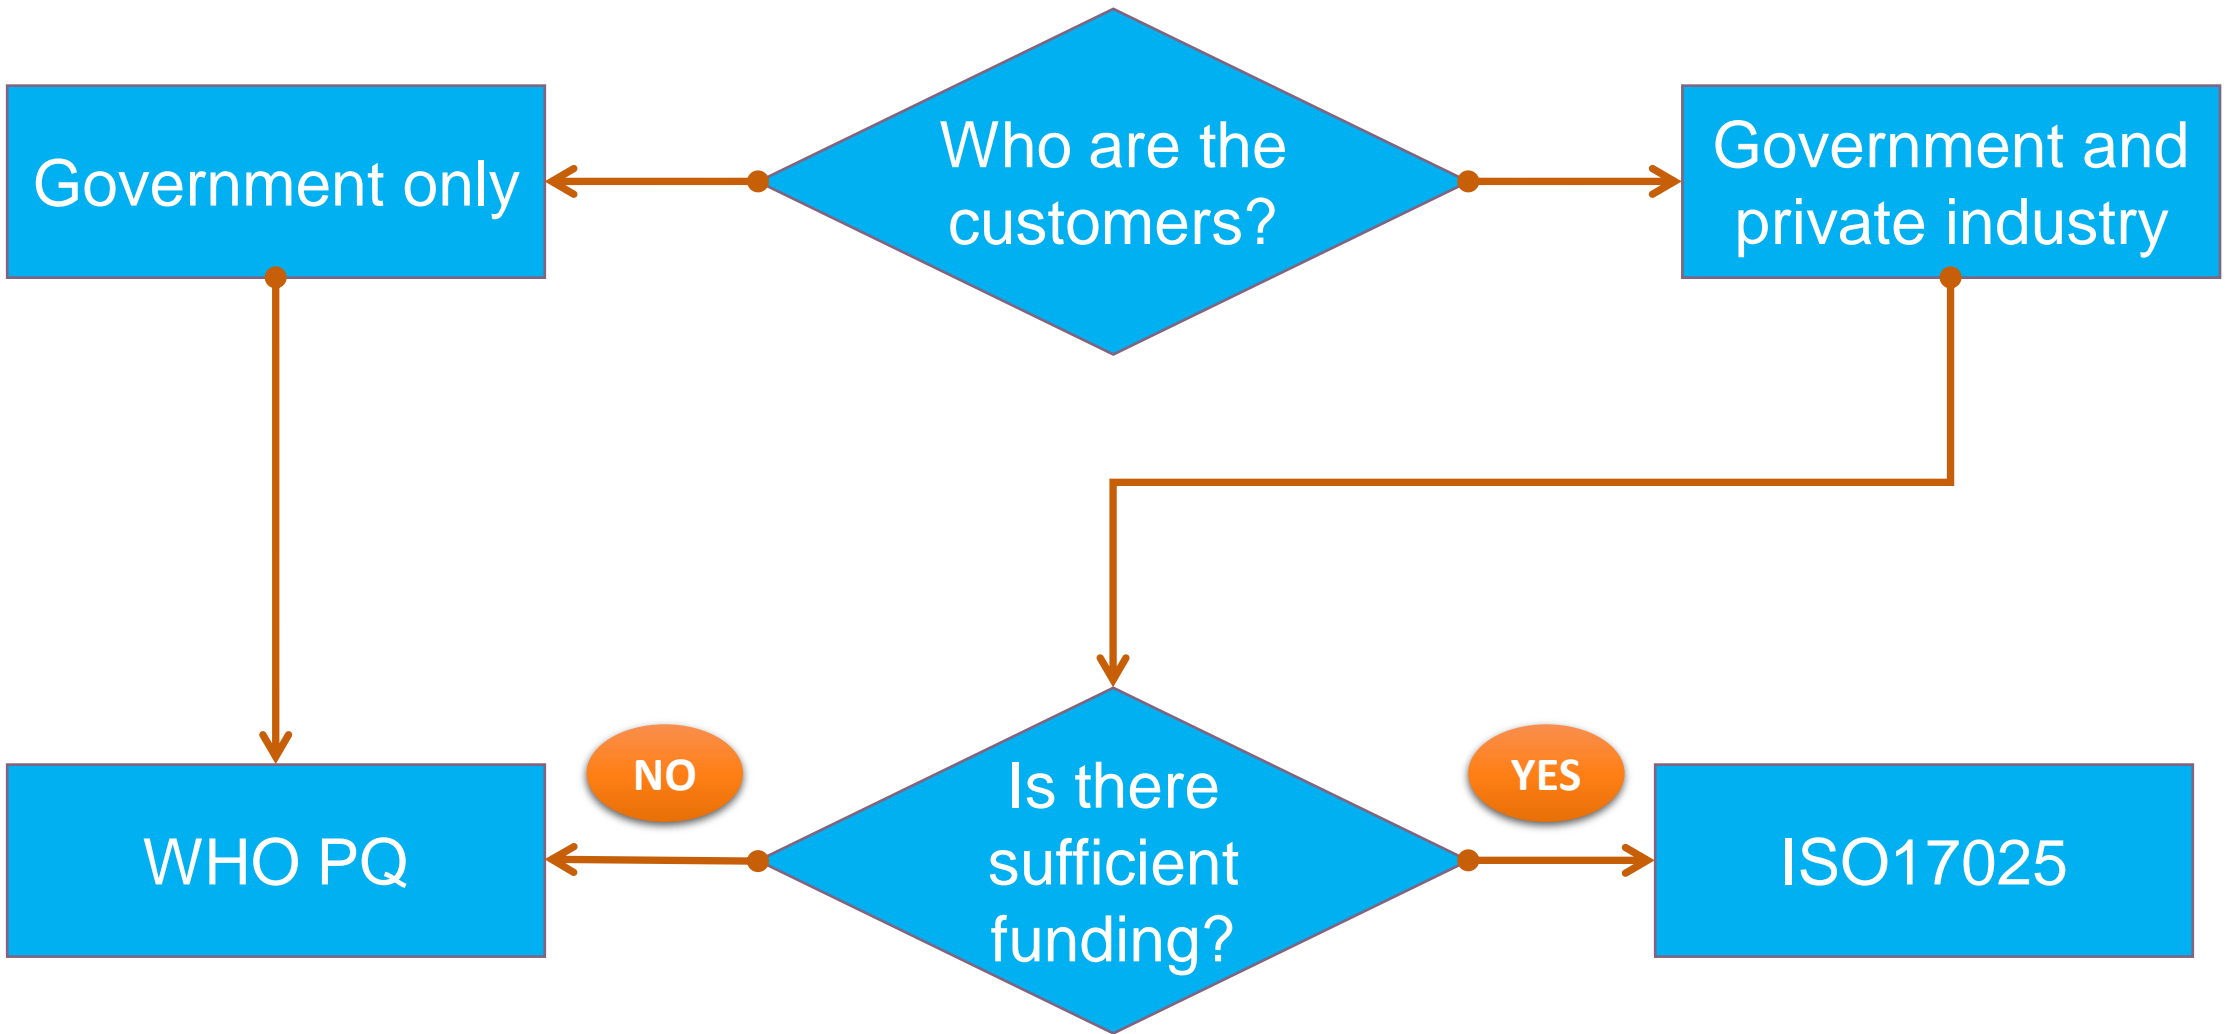 Government only
Who are the
customers?
Government and
private industry
NO
YES
WHO PQ
Is there
sufficient
funding?
ISO17025